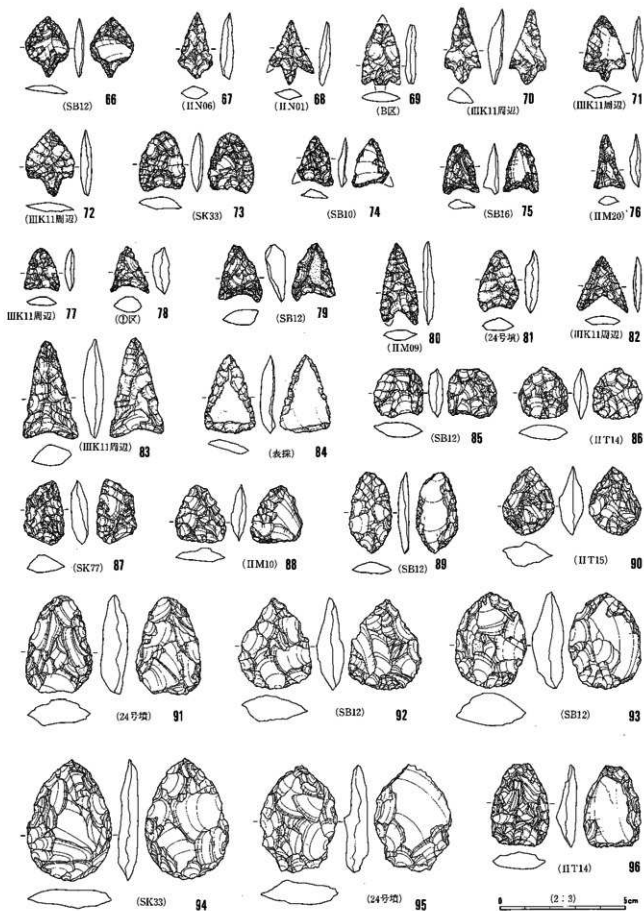 66 (SB12)
67 (IIN06)
68 (IIN01)
69 (B区)
70 (IIIK11周辺)
71 (IIIK11周辺)
72 (IIIK11周辺)
73 (SK33)
74 (SB10)
75 (SB16)
76 (IIM20)
77 IIIK11周辺)
78 (①区)
79 (SB12)
80 (IIM09)
81 (24号墳)
82 (IIIK11周辺)
83 (IIIK11周辺)
84 (表採)
85 (SB12)
86 (IIT14)
87 (SK77)
88 (IIM10)
89 (SB12)
90 (IIT15)
91 (24号墳)
92 (SB12)
93 (SB12)
94 (SK33)
95 (24号墳)
96 (IIT14)
0 (2:3) 5cm